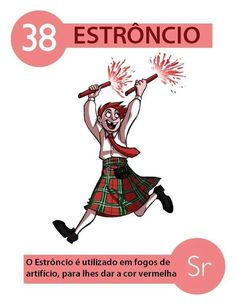 38 ESTRÔNCIO
O Estrôncio é utilizado em fogos de
artifício, para lhes dar a cor vermelha
Sr